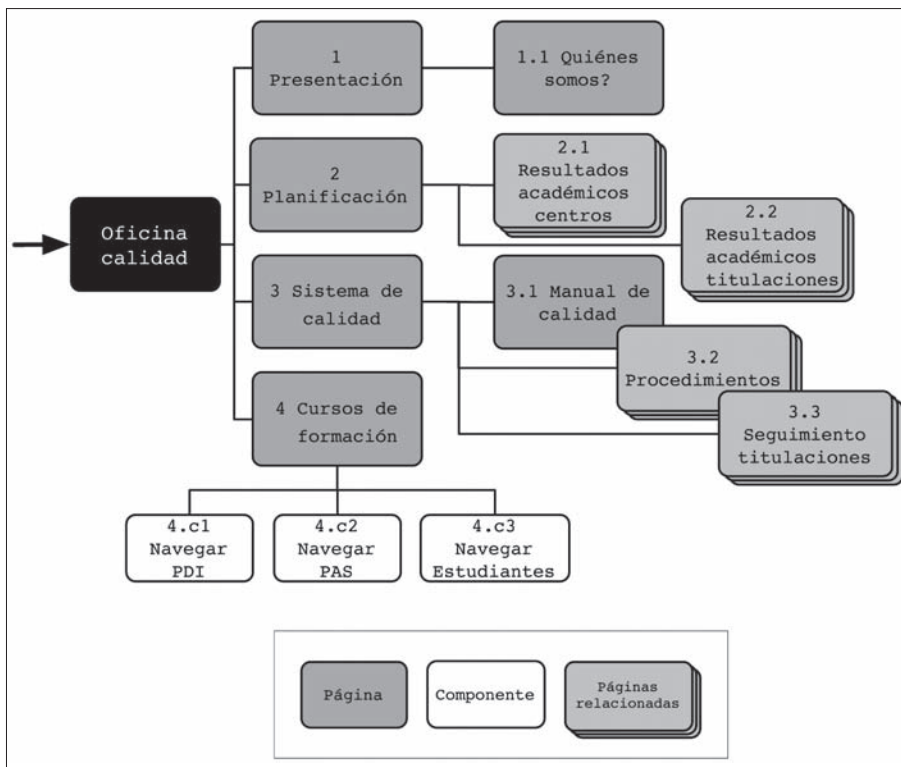 1
Presentación
1.1 Quiénes
somos?
2
Planificación
2.1
Resultados
académicos
centros
2.2
Resultados
académicos
titulaciones
Oficina
calidad
3 Sistema de
calidad
3.1 Manual de
calidad
3.2
Procedimientos
3.3
Seguimiento
titulaciones
4 Cursos de
formación
4.c1
Navegar
PDI
4.c2
Navegar
PAS
4.c3
Navegar
Estudiantes
Página
Componente
Páginas
relacionadas